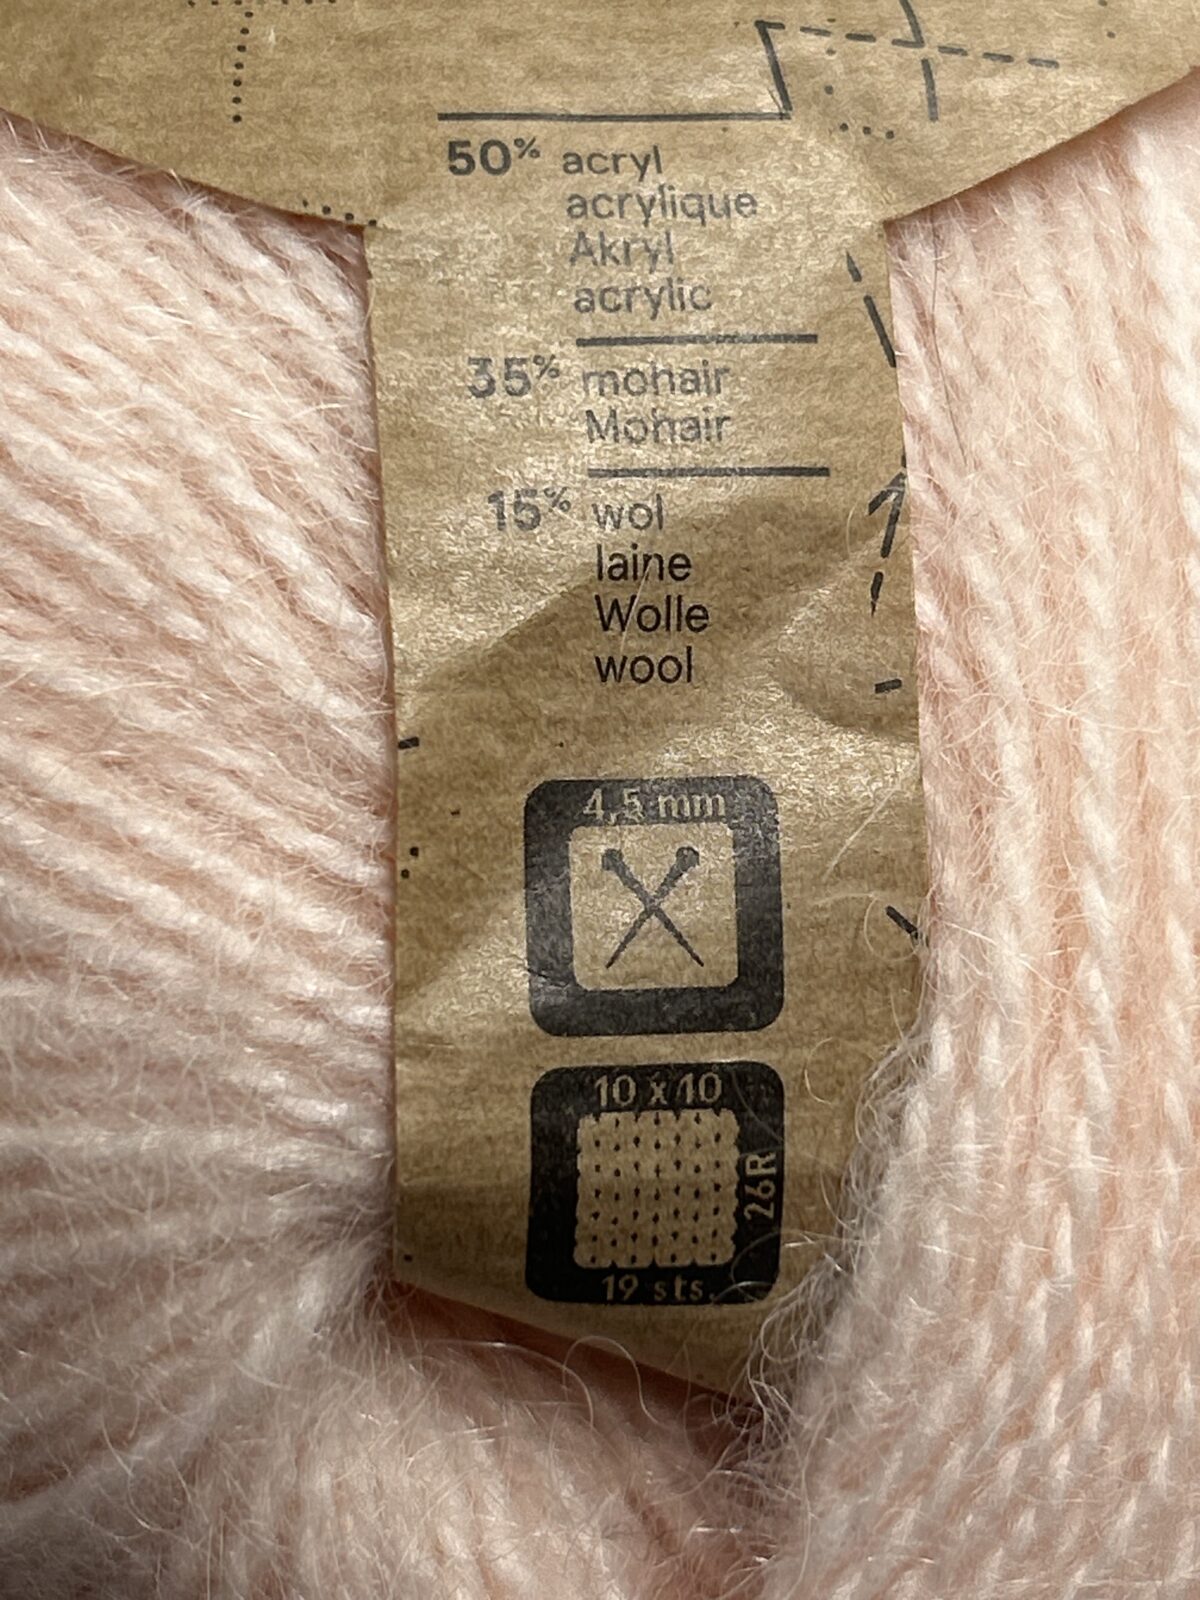 50% acryl
acrylique
Akryl
acrylic
35% mohair
Mohair
15% wol
laine
Wolle
wool
4,5 mm
10 x 10
26R
19 sts.